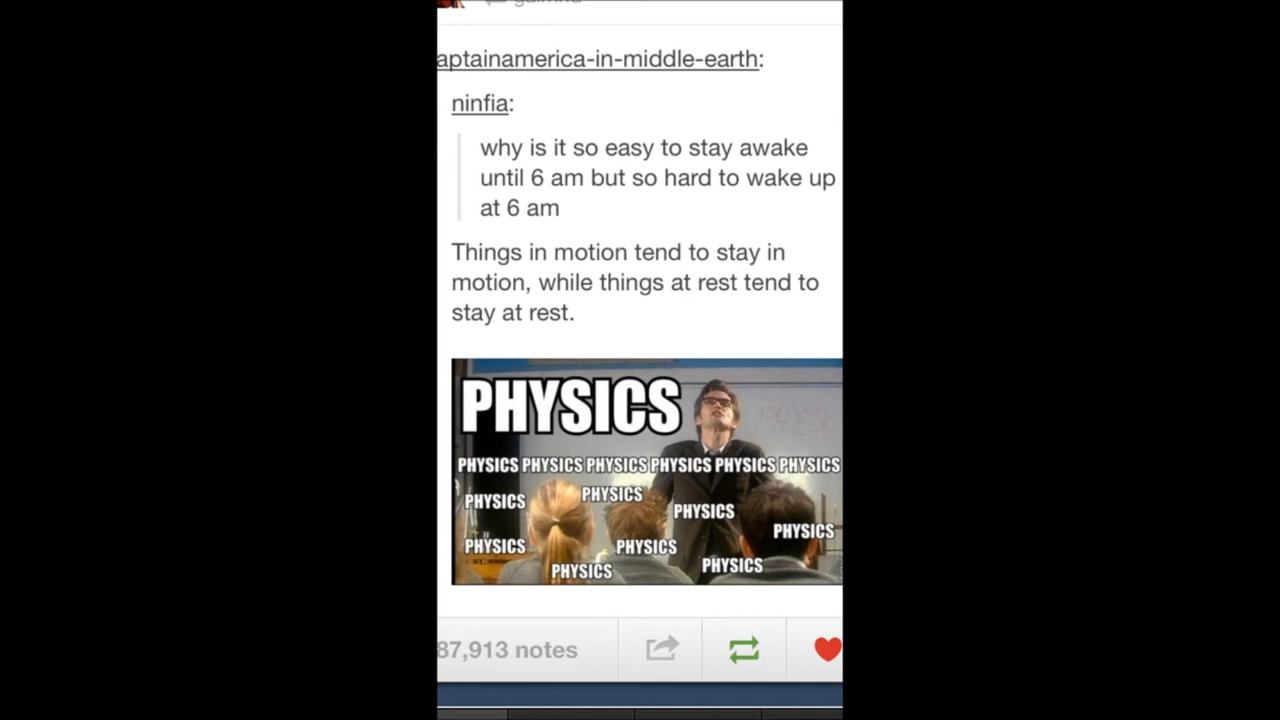 aptainamerica-in-middle-earth:
ninfia:
why is it so easy to stay awake
until 6 am but so hard to wake up
at 6 am
Things in motion tend to stay in
motion, while things at rest tend to
stay at rest.
PHYSICS
PHYSI
PHYSICS PHYSICS PHYSICS PHYSICS PHYSICS PHYSICS
PHYSICS PHYSICS
PHYSICS
PHYSICS
PHYSICS PHYSICS
PHYSICS PHYSICS
87,913 notes